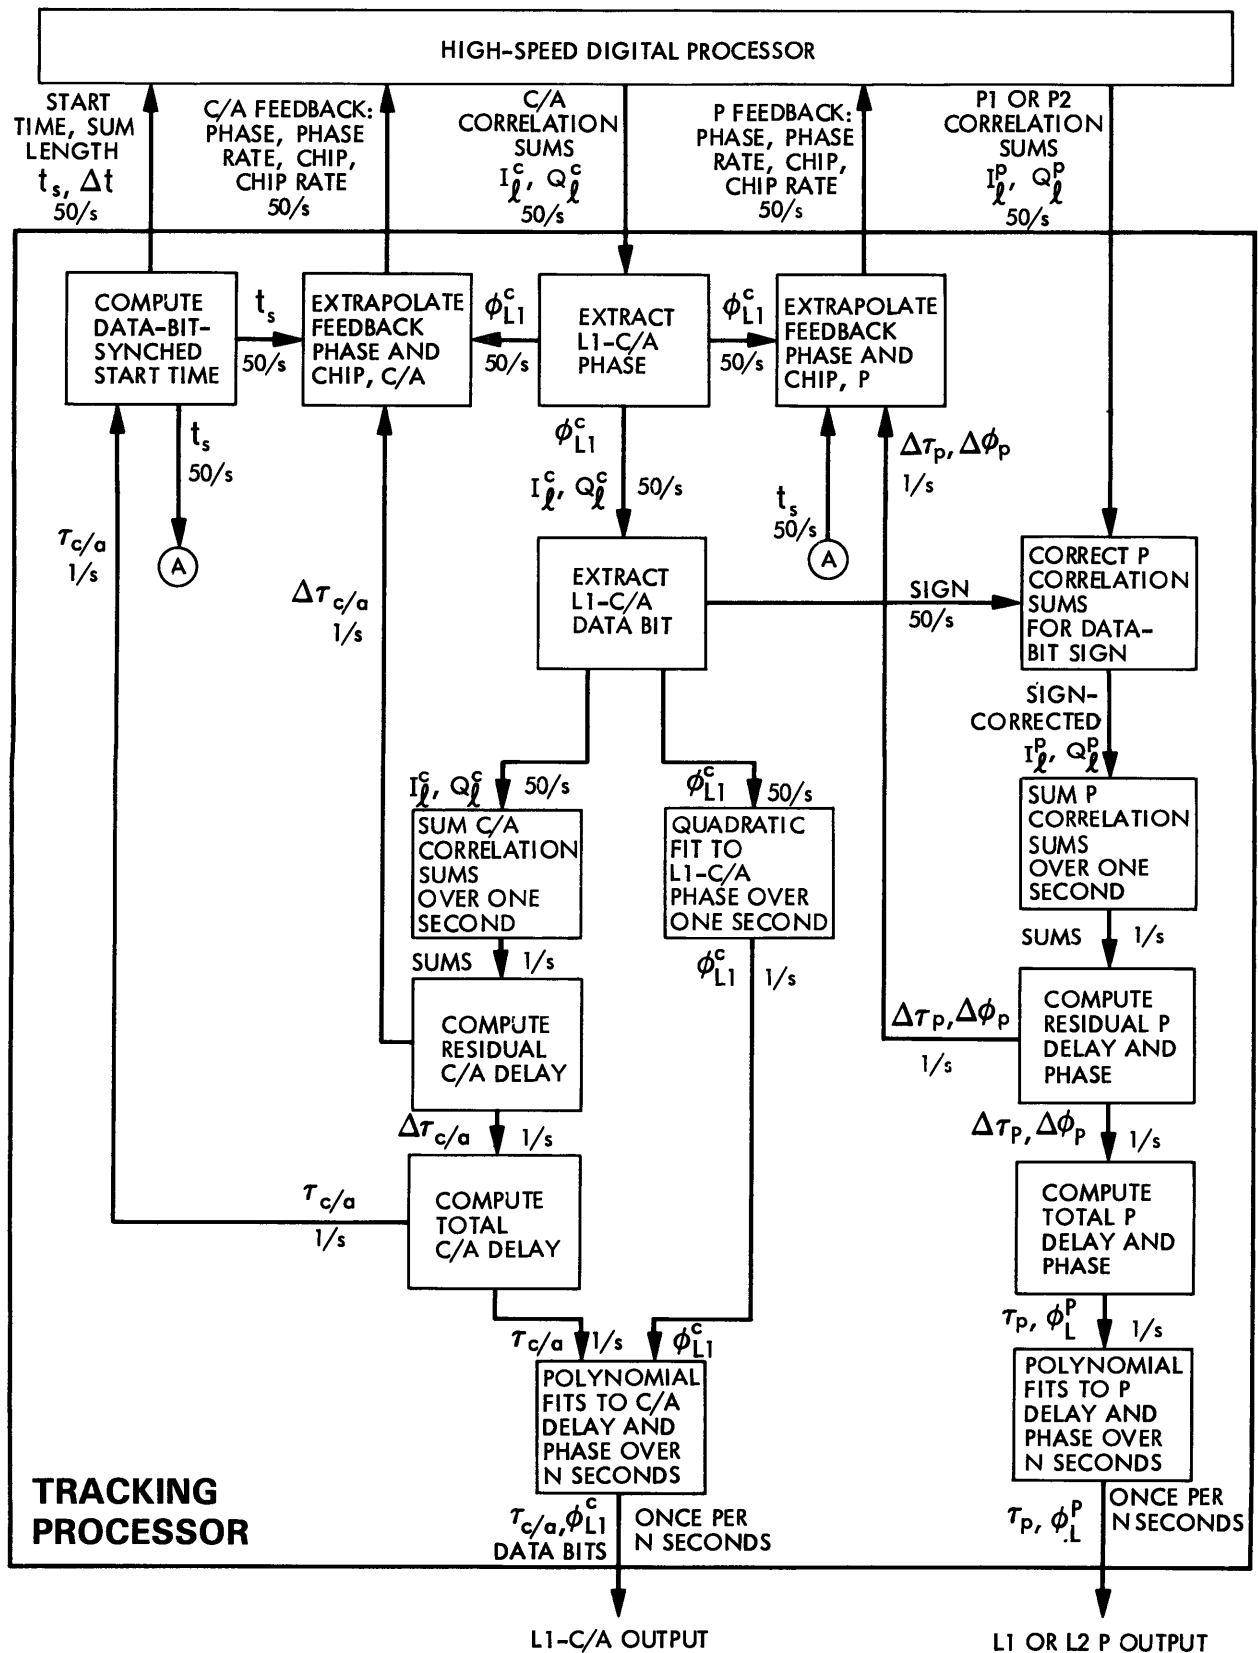 HIGH-SPEED DIGITAL PROCESSOR
START
TIME, SUM
LENGTH
t_s, Δt
50/s
C/A FEEDBACK:
PHASE, PHASE
RATE, CHIP,
CHIP RATE
50/s
C/A
CORRELATION
SUMS
I_ℓ^c, Q_ℓ^c
50/s
P FEEDBACK:
PHASE, PHASE
RATE, CHIP,
CHIP RATE
50/s
P1 OR P2
CORRELATION
SUMS
I_ℓ^p, Q_ℓ^p
50/s
COMPUTE
DATA-BIT-
SYNCHED
START TIME
t_s
50/s
EXTRAPOLATE
FEEDBACK
PHASE AND
CHIP, C/A
ϕ_L1^c
50/s
EXTRACT
L1-C/A
PHASE
ϕ_L1^c
50/s
EXTRAPOLATE
FEEDBACK
PHASE AND
CHIP, P
t_s
50/s
A
ϕ_L1^c
I_ℓ^c, Q_ℓ^c
50/s
Δτ_p, Δϕ_p
1/s
t_s
50/s
A
τ_c/a
1/s
Δτ_c/a
1/s
EXTRACT
L1-C/A
DATA BIT
SIGN
50/s
CORRECT P
CORRELATION
SUMS
FOR DATA-
BIT SIGN
SIGN-
CORRECTED
I_ℓ^p, Q_ℓ^p
I_ℓ^c, Q_ℓ^c
50/s
ϕ_L1^c
50/s
SUM C/A
CORRELATION
SUMS
OVER ONE
SECOND
QUADRATIC
FIT TO
L1-C/A
PHASE OVER
ONE SECOND
SUM P
CORRELATION
SUMS
OVER ONE
SECOND
SUMS
1/s
ϕ_L1^c
1/s
SUMS
1/s
COMPUTE
RESIDUAL
C/A DELAY
Δτ_p, Δϕ_p
1/s
COMPUTE
RESIDUAL P
DELAY AND
PHASE
Δτ_c/a
1/s
Δτ_p, Δϕ_p
1/s
τ_c/a
1/s
COMPUTE
TOTAL
C/A DELAY
COMPUTE
TOTAL P
DELAY AND
PHASE
τ_c/a
1/s
ϕ_L1^c
τ_p, ϕ_L^p
1/s
POLYNOMIAL
FITS TO C/A
DELAY AND
PHASE OVER
N SECONDS
POLYNOMIAL
FITS TO P
DELAY AND
PHASE OVER
N SECONDS
TRACKING
PROCESSOR
τ_c/a, ϕ_L1^c
DATA BITS
ONCE PER
N SECONDS
τ_p, ϕ_L^p
ONCE PER
N SECONDS
L1-C/A OUTPUT
L1 OR L2 P OUTPUT